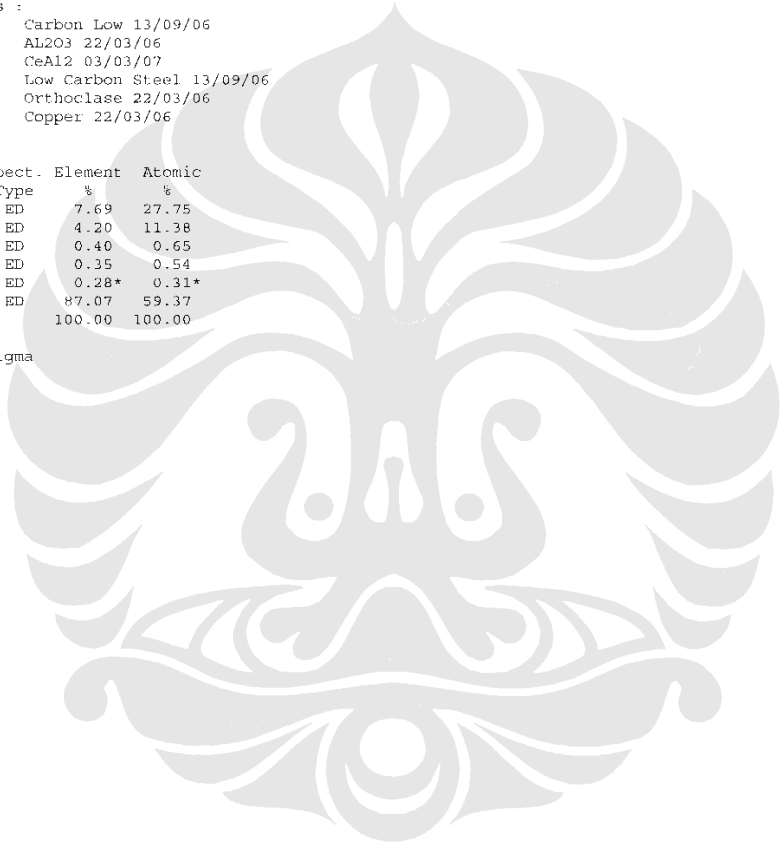 s :
Carbon Low 13/09/06
AL2O3 22/03/06
CeAl2 03/03/07
Low Carbon Steel 13/09/06
Orthoclase 22/03/06
Copper 22/03/06
pect. Element Atomic
Type % %
ED 7.69 27.75
ED 4.20 11.38
ED 0.40 0.65
ED 0.35 0.54
ED 0.28* 0.31*
ED 87.07 59.37
100.00 100.00
igma